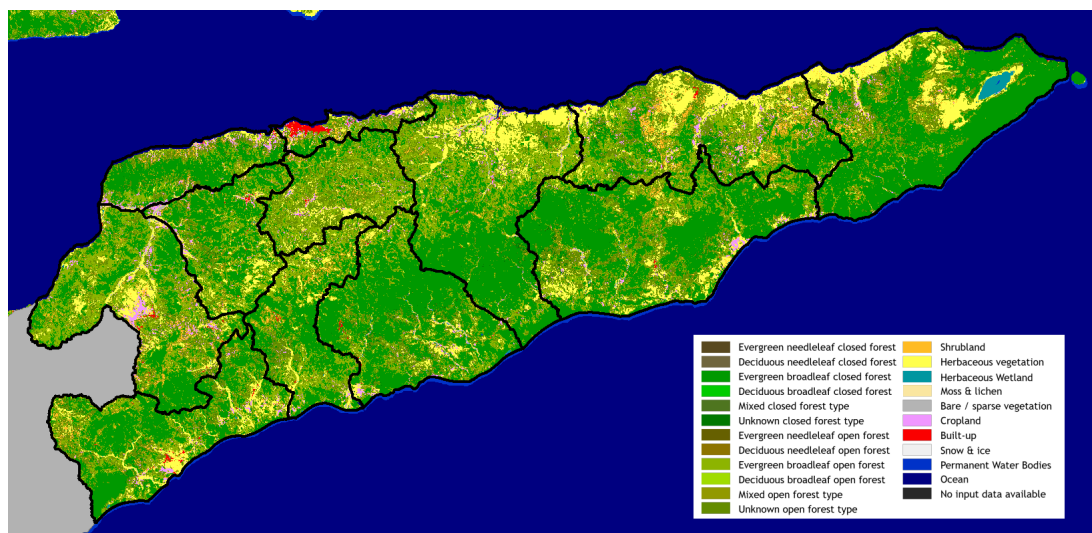 Evergreen needleleaf closed forest
Deciduous needleleaf closed forest
Evergreen broadleaf closed forest
Deciduous broadleaf closed forest
Mixed closed forest type
Unknown closed forest type
Evergreen needleleaf open forest
Deciduous needleleaf open forest
Evergreen broadleaf open forest
Deciduous broadleaf open forest
Mixed open forest type
Unknown open forest type
Shrubland
Herbaceous vegetation
Herbaceous Wetland
Moss & lichen
Bare / sparse vegetation
Cropland
Built-up
Snow & ice
Permanent Water Bodies
Ocean
No input data available